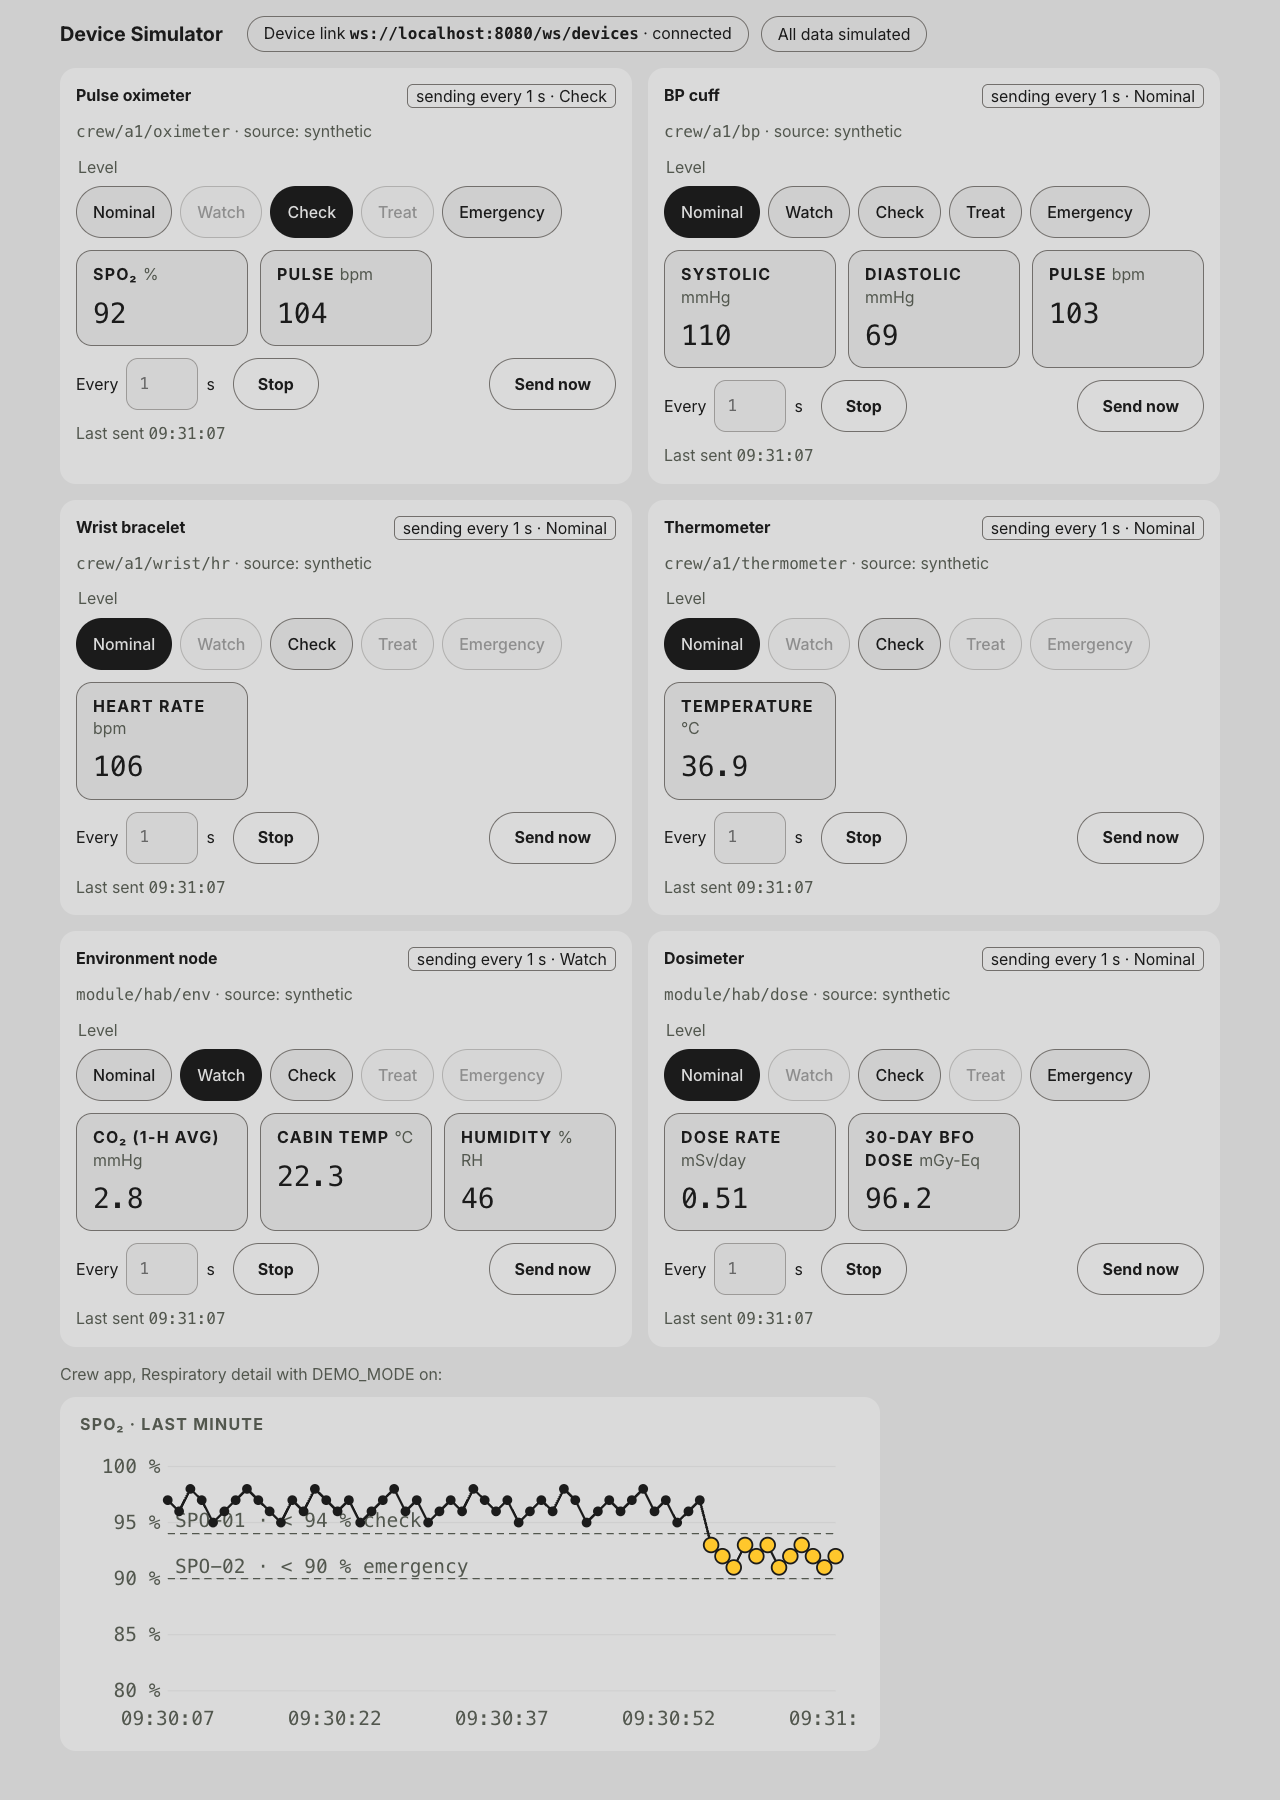 Device Simulator
Device link ws://localhost:8080/ws/devices · connected
All data simulated
Pulse oximeter
sending every 1 s · Check
crew/a1/oximeter · source: synthetic
Level
Nominal Watch Check Treat Emergency
SPO₂ %
92
PULSE bpm
104
Every 1 s Stop Send now
Last sent 09:31:07
BP cuff
sending every 1 s · Nominal
crew/a1/bp · source: synthetic
Level
Nominal Watch Check Treat Emergency
SYSTOLIC
mmHg
110
DIASTOLIC
mmHg
69
PULSE bpm
103
Every 1 s Stop Send now
Last sent 09:31:07
Wrist bracelet
sending every 1 s · Nominal
crew/a1/wrist/hr · source: synthetic
Level
Nominal Watch Check Treat Emergency
HEART RATE
bpm
106
Every 1 s Stop Send now
Last sent 09:31:07
Thermometer
sending every 1 s · Nominal
crew/a1/thermometer · source: synthetic
Level
Nominal Watch Check Treat Emergency
TEMPERATURE
°C
36.9
Every 1 s Stop Send now
Last sent 09:31:07
Environment node
sending every 1 s · Watch
module/hab/env · source: synthetic
Level
Nominal Watch Check Treat Emergency
CO₂ (1-H AVG)
mmHg
2.8
CABIN TEMP °C
22.3
HUMIDITY %
RH
46
Every 1 s Stop Send now
Last sent 09:31:07
Dosimeter
sending every 1 s · Nominal
module/hab/dose · source: synthetic
Level
Nominal Watch Check Treat Emergency
DOSE RATE
mSv/day
0.51
30-DAY BFO
DOSE mGy-Eq
96.2
Every 1 s Stop Send now
Last sent 09:31:07
Crew app, Respiratory detail with DEMO_MODE on:
SPO₂ · LAST MINUTE
100 %
95 %
SPO-01 · < 94 % check
SPO-02 · < 90 % emergency
90 %
85 %
80 %
09:30:07 09:30:22 09:30:37 09:30:52 09:31: